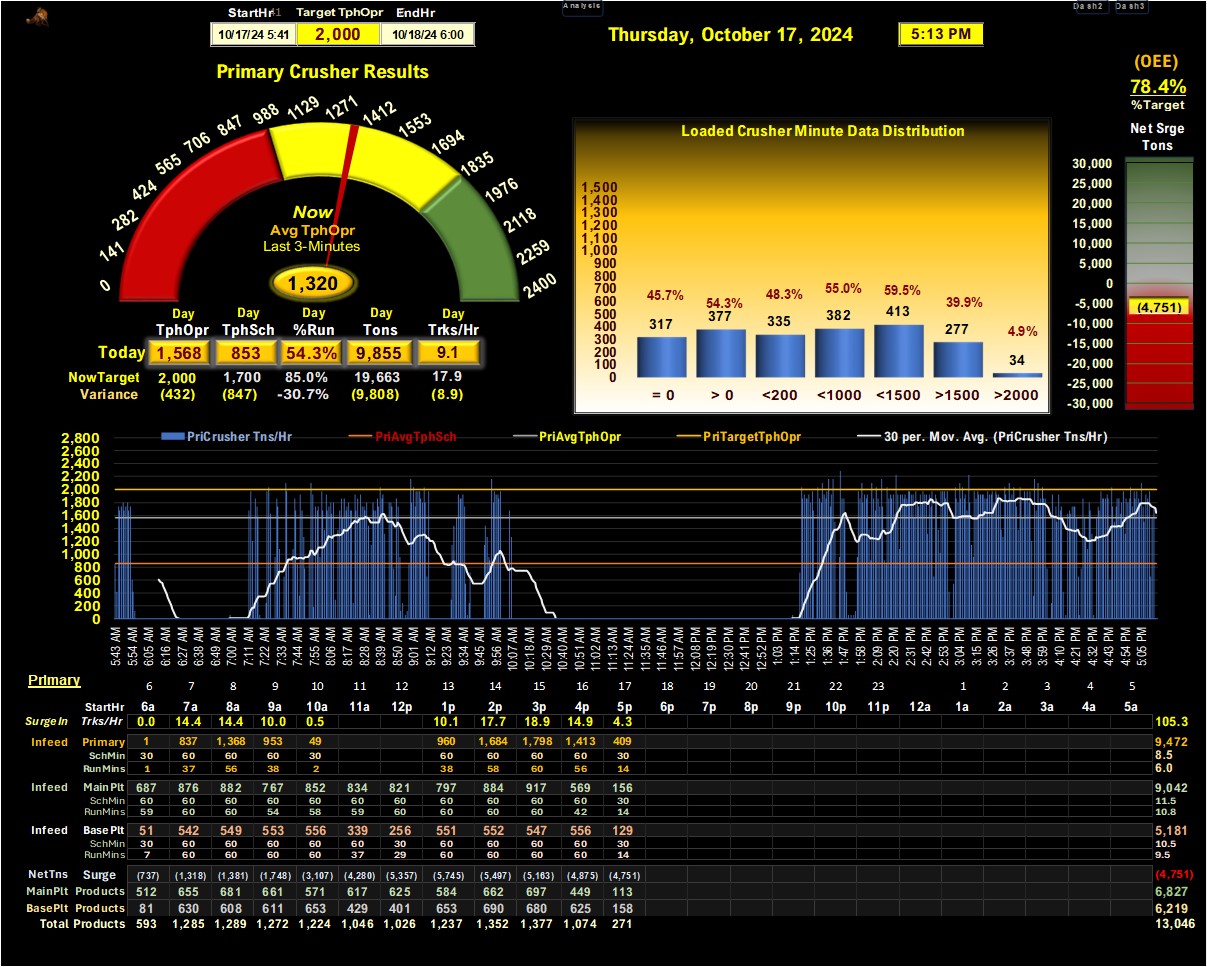 Analysis
Dash2 Dash3
StartHr 41 Target TphOpr EndHr
10/17/24 5:41 2,000 10/18/24 6:00
Thursday, October 17, 2024
5:13 PM
Primary Crusher Results
(OEE)
78.4%
%Target
Net Srge
Tons
0 141 282 424 565 706 847 988 1129 1271 1412 1553 1694 1835 1976 2118 2259 2400
Now
Avg TphOpr
Last 3-Minutes
1,320
Day Day Day Day Day
TphOpr TphSch %Run Tons Trks/Hr
Today 1,568 853 54.3% 9,855 9.1
NowTarget 2,000 1,700 85.0% 19,663 17.9
Variance (432) (847) -30.7% (9,808) (8.9)
Loaded Crusher Minute Data Distribution
1,500
1,400
1,300
1,200
1,100
1,000
900
800
700
600
500
400
300
200
100
0
45.7% 54.3% 48.3% 55.0% 59.5% 39.9% 4.9%
317 377 335 382 413 277 34
= 0 > 0 <200 <1000 <1500 >1500 >2000
30,000
25,000
20,000
15,000
10,000
5,000
0
-5,000
(4,751)
-10,000
-15,000
-20,000
-25,000
-30,000
PriCrusher Tns/Hr PriAvgTphSch PriAvgTphOpr PriTargetTphOpr 30 per. Mov. Avg. (PriCrusher Tns/Hr)
2,800
2,600
2,400
2,200
2,000
1,800
1,600
1,400
1,200
1,000
800
600
400
200
0
5:43 AM 5:54 AM 6:05 AM 6:16 AM 6:27 AM 6:38 AM 6:49 AM 7:00 AM 7:11 AM 7:22 AM 7:33 AM 7:44 AM 7:55 AM 8:06 AM 8:17 AM 8:28 AM 8:39 AM 8:50 AM 9:01 AM 9:12 AM 9:23 AM 9:34 AM 9:45 AM 9:56 AM 10:07 AM 10:18 AM 10:29 AM 10:40 AM 10:51 AM 11:02 AM 11:13 AM 11:24 AM 11:35 AM 11:46 AM 11:57 AM 12:08 PM 12:19 PM 12:30 PM 12:41 PM 12:52 PM 1:03 PM 1:14 PM 1:25 PM 1:36 PM 1:47 PM 1:58 PM 2:09 PM 2:20 PM 2:31 PM 2:42 PM 2:53 PM 3:04 PM 3:15 PM 3:26 PM 3:37 PM 3:48 PM 3:59 PM 4:10 PM 4:21 PM 4:32 PM 4:43 PM 4:54 PM 5:05 PM
Primary
6 7 8 9 10 11 12 13 14 15 16 17 18 19 20 21 22 23 1 2 3 4 5
StartHr 6a 7a 8a 9a 10a 11a 12p 1p 2p 3p 4p 5p 6p 7p 8p 9p 10p 11p 12a 1a 2a 3a 4a 5a
SurgeIn Trks/Hr 0.0 14.4 14.4 10.0 0.5 10.1 17.7 18.9 14.9 4.3 105.3
Infeed Primary 1 837 1,368 953 49 960 1,684 1,798 1,413 409 9,472
SchMin 30 60 60 60 30 60 60 60 60 30 8.5
RunMins 1 37 56 38 2 38 58 60 56 14 6.0
Infeed MainPlt 687 876 882 767 852 834 821 797 884 917 569 156 9,042
SchMin 60 60 60 60 60 60 60 60 60 60 60 30 11.5
RunMins 59 60 60 54 58 59 60 60 60 60 42 14 10.8
Infeed BasePlt 51 542 549 553 556 339 256 551 552 547 556 129 5,181
SchMin 30 60 60 60 60 60 30 60 60 60 60 30 10.5
RunMins 7 60 60 60 60 37 29 60 60 60 60 14 9.5
NetTns Surge (737) (1,318) (1,381) (1,748) (3,107) (4,280) (5,357) (5,745) (5,497) (5,163) (4,875) (4,751) (4,751)
MainPlt Products 512 655 681 661 571 617 625 584 662 697 449 113 6,827
BasePlt Products 81 630 608 611 653 429 401 653 690 680 625 158 6,219
Total Products 593 1,285 1,289 1,272 1,224 1,046 1,026 1,237 1,352 1,377 1,074 271 13,046